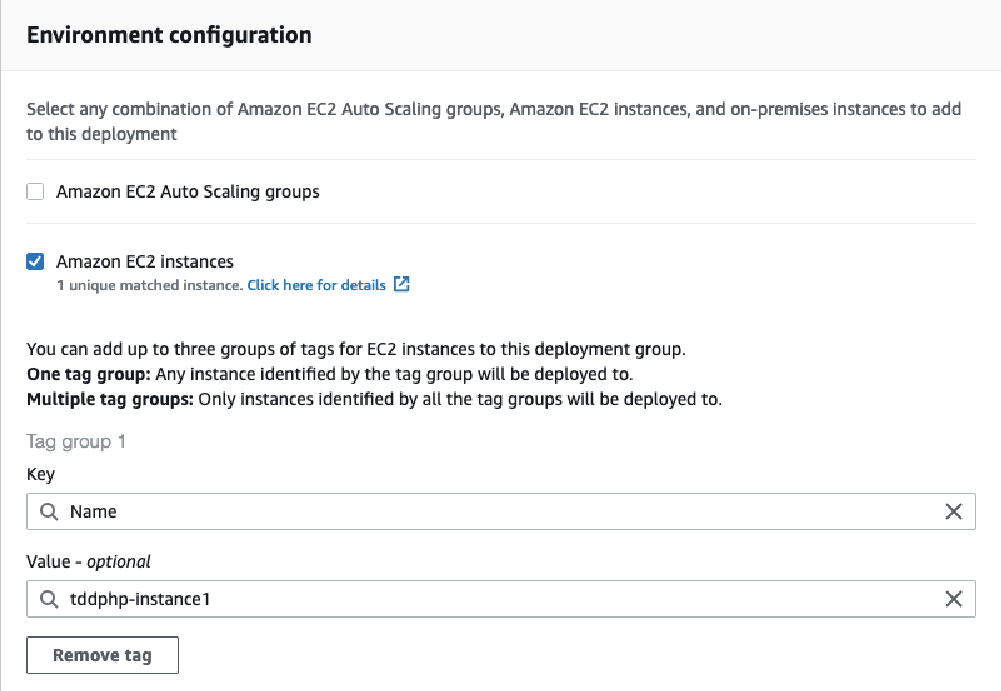 Environment configuration
Select any combination of Amazon EC2 Auto Scaling groups, Amazon EC2 instances, and on-premises instances to add
to this deployment
Amazon EC2 Auto Scaling groups
Amazon EC2 instances
1 unique matched instance. Click here for details
You can add up to three groups of tags for EC2 instances to this deployment group.
One tag group: Any instance identified by the tag group will be deployed to.
Multiple tag groups: Only instances identified by all the tag groups will be deployed to.
Tag group 1
Key
Name
Value - optional
tddphp-instance1
Remove tag